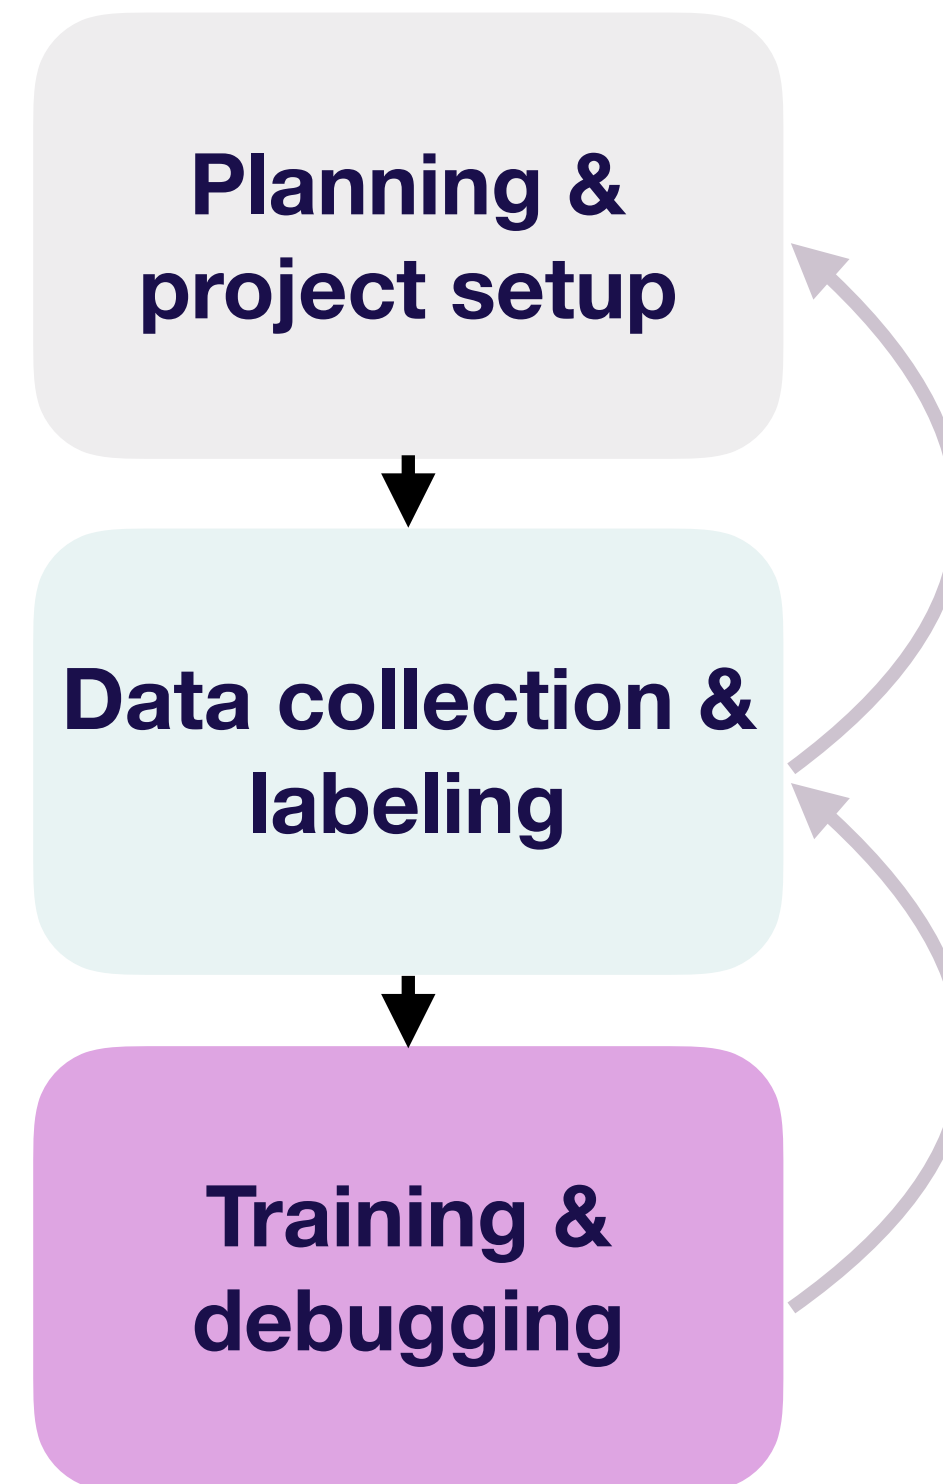 Planning &
project setup
Data collection &
labeling
Training &
debugging